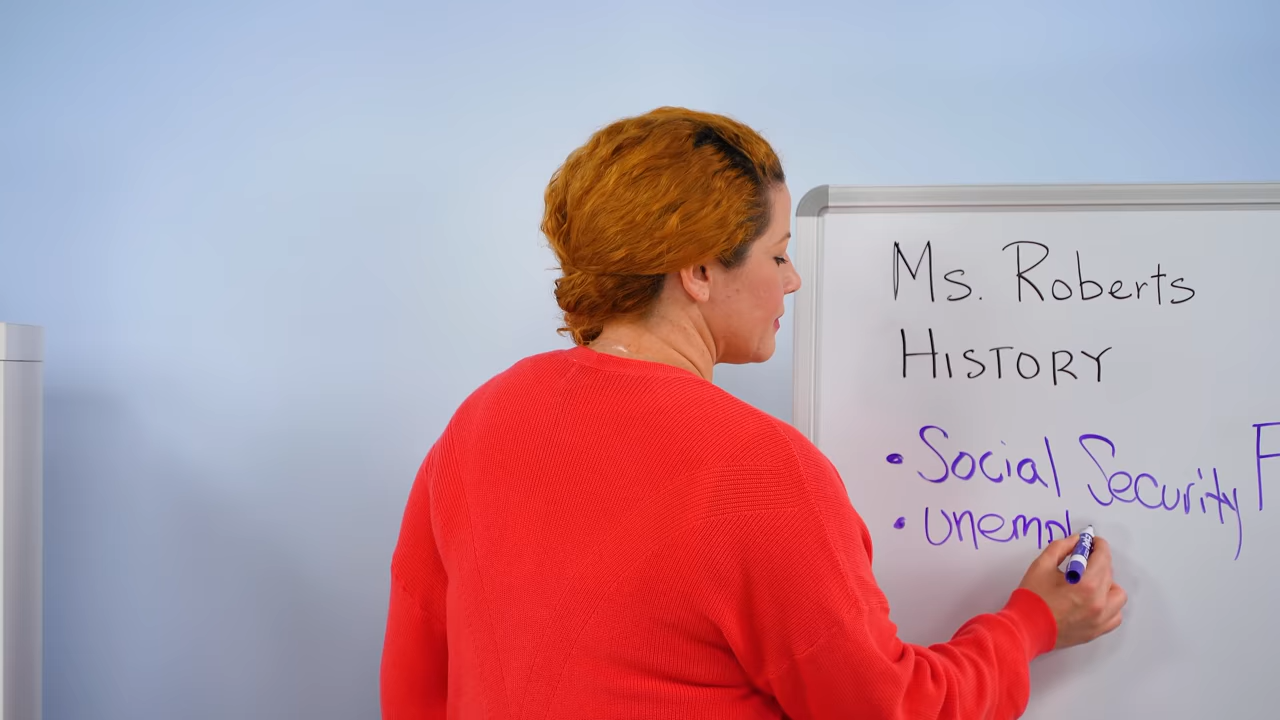 Ms. Roberts
HISTORY
• Social Security F
• unempl